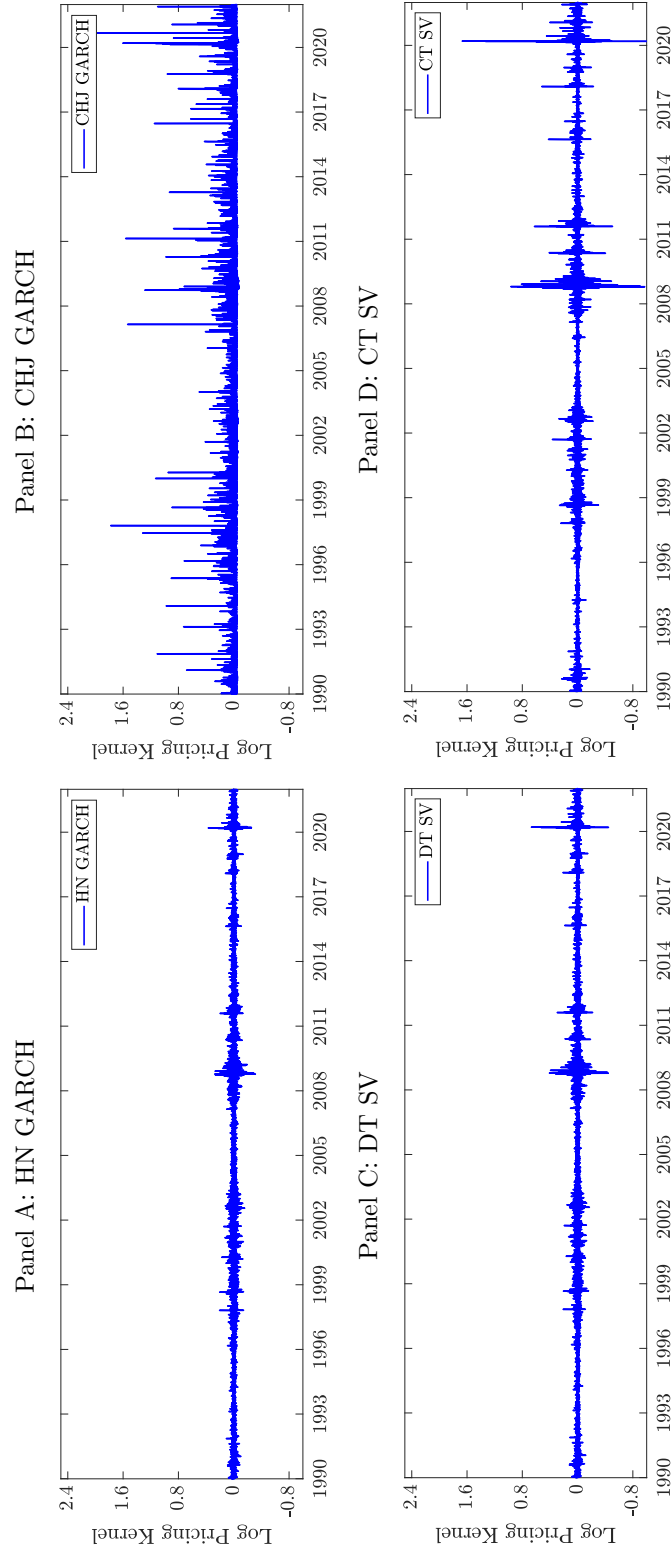 Panel A: HN GARCH
Log Pricing Kernel
2.4
1.6
0.8
0
-0.8
1990 1993 1996 1999 2002 2005 2008 2011 2014 2017 2020
HN GARCH
Panel B: CHJ GARCH
Log Pricing Kernel
2.4
1.6
0.8
0
-0.8
1990 1993 1996 1999 2002 2005 2008 2011 2014 2017 2020
CHJ GARCH
Panel C: DT SV
Log Pricing Kernel
2.4
1.6
0.8
0
-0.8
1990 1993 1996 1999 2002 2005 2008 2011 2014 2017 2020
DT SV
Panel D: CT SV
Log Pricing Kernel
2.4
1.6
0.8
0
-0.8
1990 1993 1996 1999 2002 2005 2008 2011 2014 2017 2020
CT SV